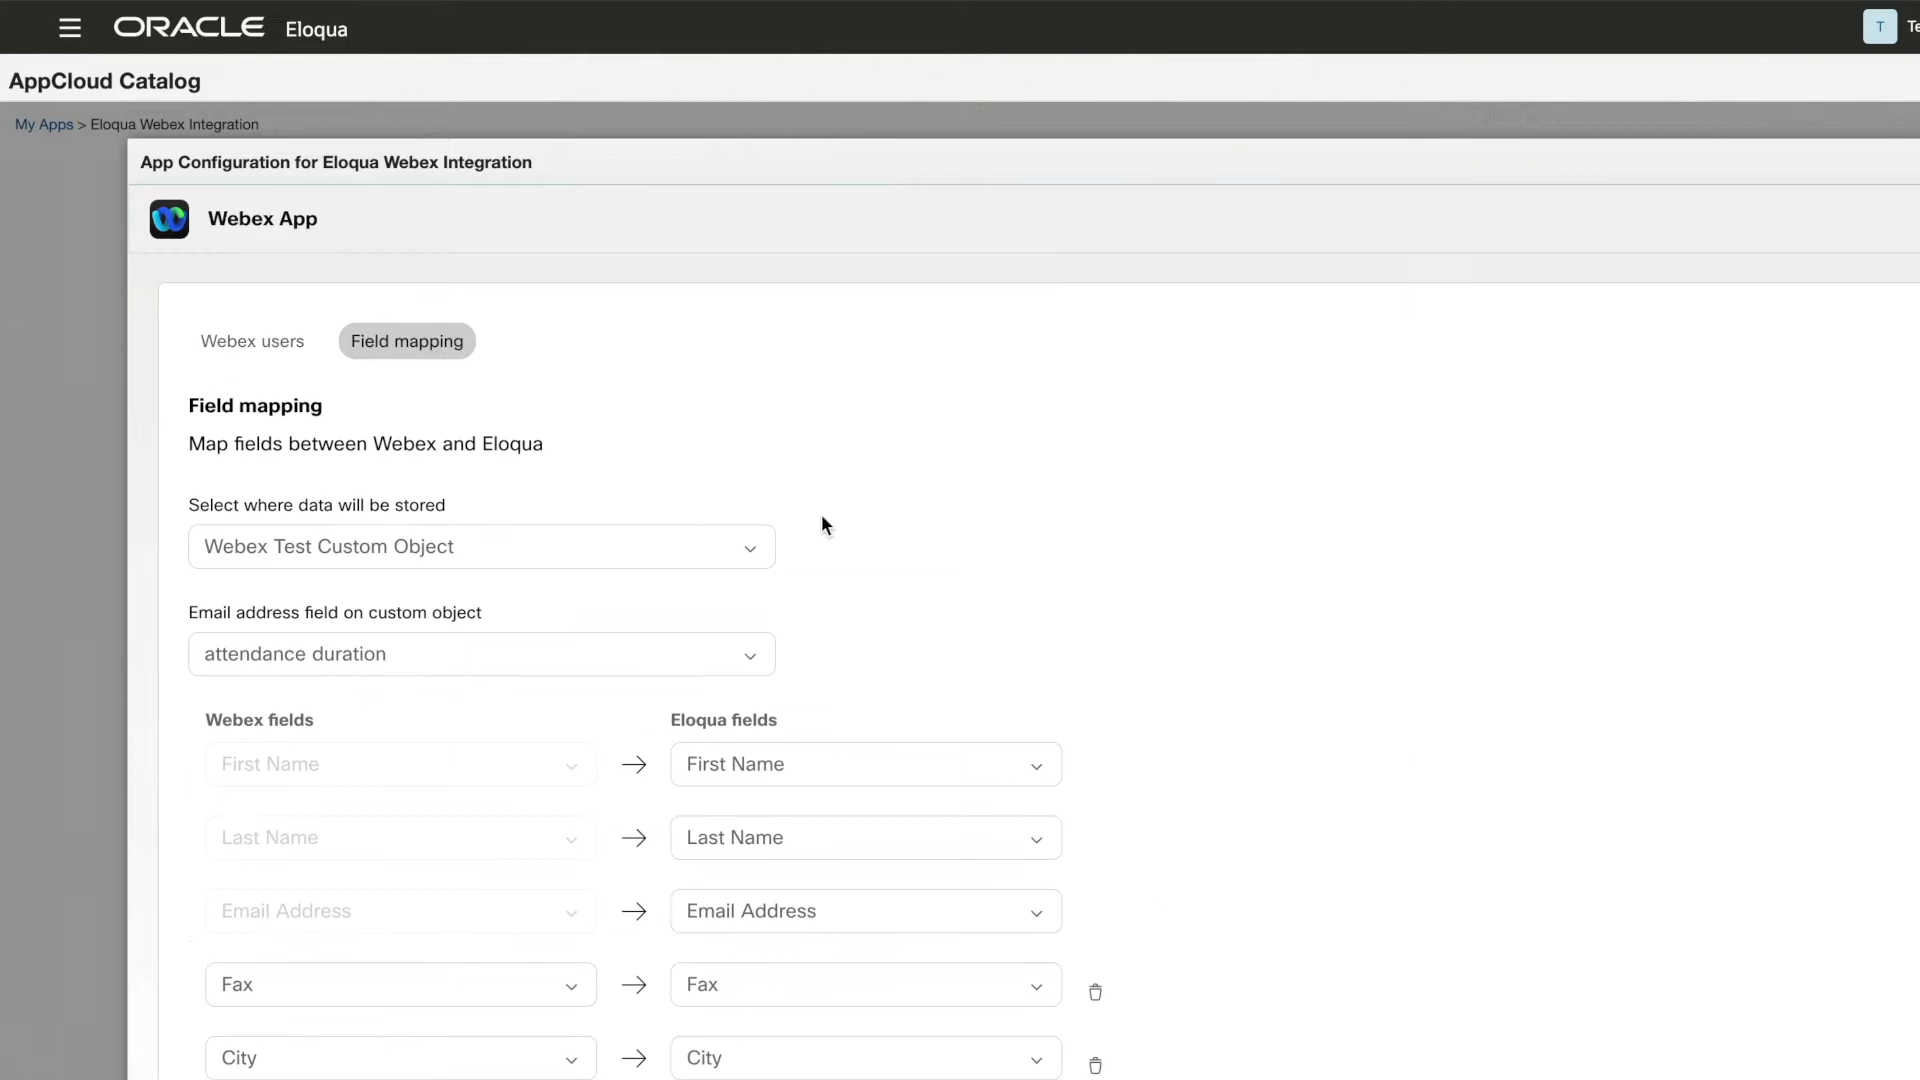 ORACLE Eloqua
T
AppCloud Catalog
My Apps > Eloqua Webex Integration
App Configuration for Eloqua Webex Integration
Webex App
Webex users Field mapping
Field mapping
Map fields between Webex and Eloqua
Select where data will be stored
Webex Test Custom Object
Email address field on custom object
attendance duration
Webex fields Eloqua fields
First Name → First Name
Last Name → Last Name
Email Address → Email Address
Fax → Fax
City → City